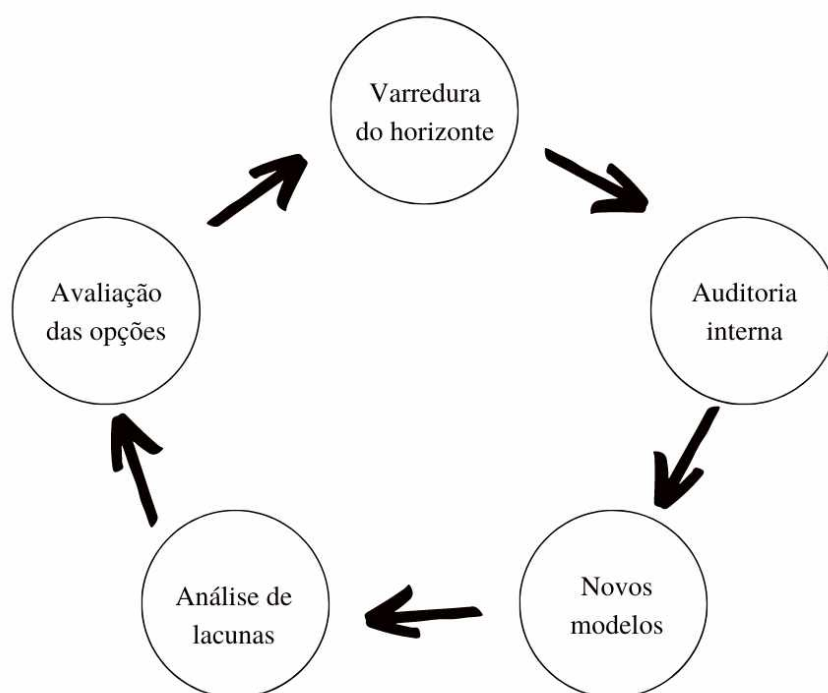 Varredura
do horizonte
Auditoria
interna
Novos
modelos
Análise de
lacunas
Avaliação
das opções